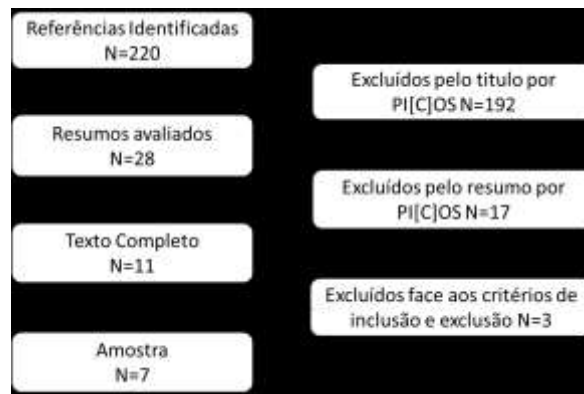 Referências Identificadas
N=220
Excluídos pelo titulo por
PI[C]OS N=192
Resumos avaliados
N=28
Excluídos pelo resumo por
PI[C]OS N=17
Texto Completo
N=11
Excluídos face aos critérios de
inclusão e exclusão N=3
Amostra
N=7